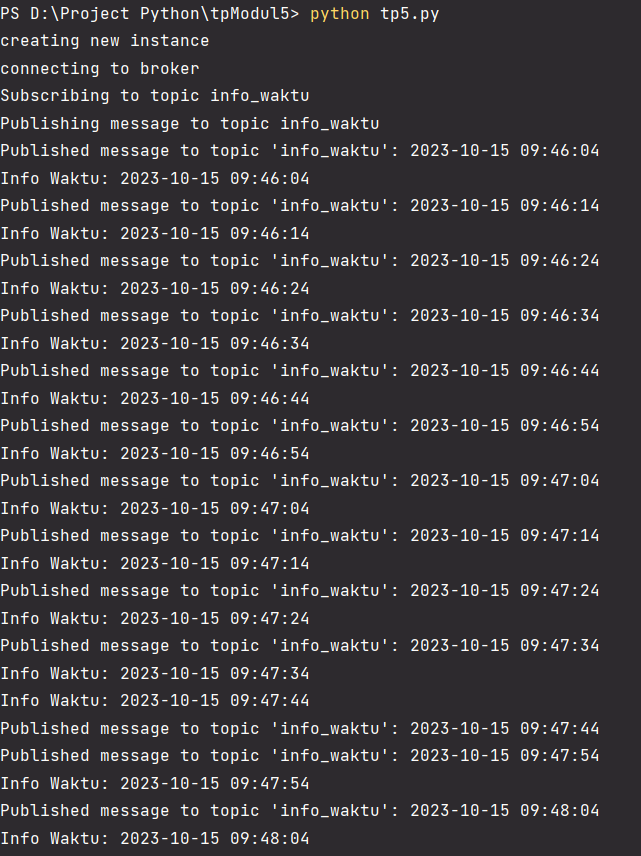 PS D:\Project Python\tpModul5> python tp5.py
creating new instance
connecting to broker
Subscribing to topic info_waktu
Publishing message to topic info_waktu
Published message to topic 'info_waktu': 2023-10-15 09:46:04
Info Waktu: 2023-10-15 09:46:04
Published message to topic 'info_waktu': 2023-10-15 09:46:14
Info Waktu: 2023-10-15 09:46:14
Published message to topic 'info_waktu': 2023-10-15 09:46:24
Info Waktu: 2023-10-15 09:46:24
Published message to topic 'info_waktu': 2023-10-15 09:46:34
Info Waktu: 2023-10-15 09:46:34
Published message to topic 'info_waktu': 2023-10-15 09:46:44
Info Waktu: 2023-10-15 09:46:44
Published message to topic 'info_waktu': 2023-10-15 09:46:54
Info Waktu: 2023-10-15 09:46:54
Published message to topic 'info_waktu': 2023-10-15 09:47:04
Info Waktu: 2023-10-15 09:47:04
Published message to topic 'info_waktu': 2023-10-15 09:47:14
Info Waktu: 2023-10-15 09:47:14
Published message to topic 'info_waktu': 2023-10-15 09:47:24
Info Waktu: 2023-10-15 09:47:24
Published message to topic 'info_waktu': 2023-10-15 09:47:34
Info Waktu: 2023-10-15 09:47:34
Info Waktu: 2023-10-15 09:47:44
Published message to topic 'info_waktu': 2023-10-15 09:47:44
Published message to topic 'info_waktu': 2023-10-15 09:47:54
Info Waktu: 2023-10-15 09:47:54
Published message to topic 'info_waktu': 2023-10-15 09:48:04
Info Waktu: 2023-10-15 09:48:04